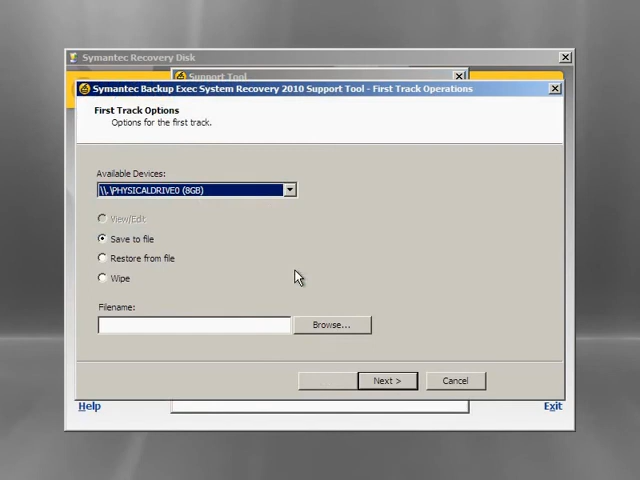 Symantec Recovery Disk
Support Tool
Symantec Backup Exec System Recovery 2010 Support Tool - First Track Operations
First Track Options
Options for the first track.
Available Devices:
\\.\PHYSICALDRIVE0 (8GB)
View/Edit
Save to file
Restore from file
Wipe
Filename:
Browse...
Next >
Cancel
Help
Exit